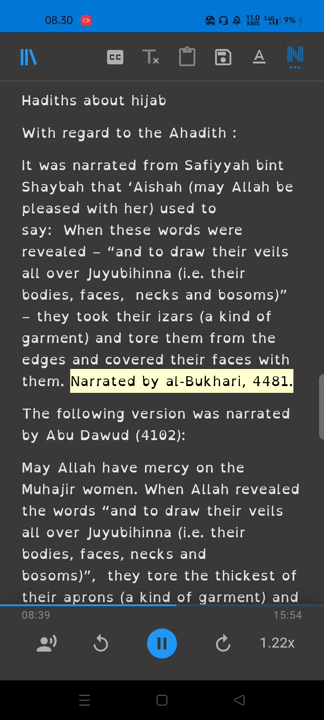 08.30
11.0 KB/S
9%
CC
A
N
Hadiths about hijab
With regard to the Ahadith :
It was narrated from Safiyyah bint
Shaybah that ‘Aishah (may Allah be
pleased with her) used to
say:  When these words were
revealed – “and to draw their veils
all over Juyubihinna (i.e. their
bodies, faces,  necks and bosoms)”
– they took their izars (a kind of
garment) and tore them from the
edges and covered their faces with
them. Narrated by al-Bukhari, 4481.
The following version was narrated
by Abu Dawud (4102):
May Allah have mercy on the
Muhajir women. When Allah revealed
the words “and to draw their veils
all over Juyubihinna (i.e. their
bodies, faces, necks and
bosoms)”,  they tore the thickest of
their aprons (a kind of garment) and
08:39
15:54
1.22x